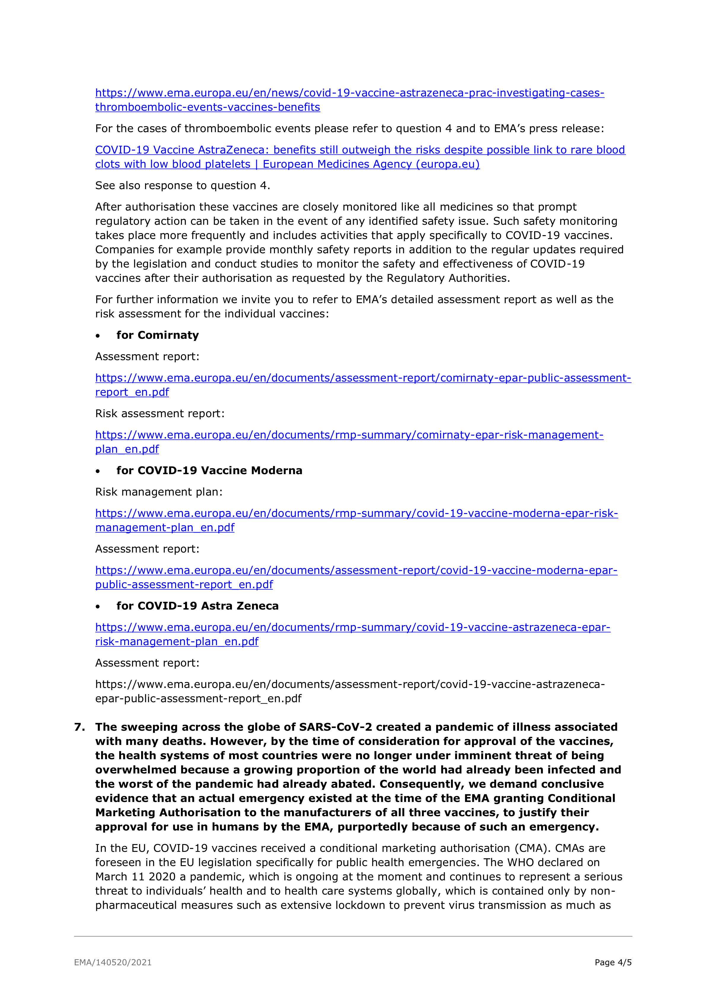 https://www.ema.europa.eu/en/news/covid-19-vaccine-astrazeneca-prac-investigating-cases-
thromboembolic-events-vaccines-benefits
For the cases of thromboembolic events please refer to question 4 and to EMA’s press release:
COVID-19 Vaccine AstraZeneca: benefits still outweigh the risks despite possible link to rare blood
clots with low blood platelets | European Medicines Agency (europa.eu)
See also response to question 4.
After authorisation these vaccines are closely monitored like all medicines so that prompt
regulatory action can be taken in the event of any identified safety issue. Such safety monitoring
takes place more frequently and includes activities that apply specifically to COVID-19 vaccines.
Companies for example provide monthly safety reports in addition to the regular updates required
by the legislation and conduct studies to monitor the safety and effectiveness of COVID-19
vaccines after their authorisation as requested by the Regulatory Authorities.
For further information we invite you to refer to EMA’s detailed assessment report as well as the
risk assessment for the individual vaccines:
• for Comirnaty
Assessment report:
https://www.ema.europa.eu/en/documents/assessment-report/comirnaty-epar-public-assessment-
report_en.pdf
Risk assessment report:
https://www.ema.europa.eu/en/documents/rmp-summary/comirnaty-epar-risk-management-
plan_en.pdf
• for COVID-19 Vaccine Moderna
Risk management plan:
https://www.ema.europa.eu/en/documents/rmp-summary/covid-19-vaccine-moderna-epar-risk-
management-plan_en.pdf
Assessment report:
https://www.ema.europa.eu/en/documents/assessment-report/covid-19-vaccine-moderna-epar-
public-assessment-report_en.pdf
• for COVID-19 Astra Zeneca
https://www.ema.europa.eu/en/documents/rmp-summary/covid-19-vaccine-astrazeneca-epar-
risk-management-plan_en.pdf
Assessment report:
https://www.ema.europa.eu/en/documents/assessment-report/covid-19-vaccine-astrazeneca-
epar-public-assessment-report_en.pdf
7. The sweeping across the globe of SARS-CoV-2 created a pandemic of illness associated
with many deaths. However, by the time of consideration for approval of the vaccines,
the health systems of most countries were no longer under imminent threat of being
overwhelmed because a growing proportion of the world had already been infected and
the worst of the pandemic had already abated. Consequently, we demand conclusive
evidence that an actual emergency existed at the time of the EMA granting Conditional
Marketing Authorisation to the manufacturers of all three vaccines, to justify their
approval for use in humans by the EMA, purportedly because of such an emergency.
In the EU, COVID-19 vaccines received a conditional marketing authorisation (CMA). CMAs are
foreseen in the EU legislation specifically for public health emergencies. The WHO declared on
March 11 2020 a pandemic, which is ongoing at the moment and continues to represent a serious
threat to individuals’ health and to health care systems globally, which is contained only by non-
pharmaceutical measures such as extensive lockdown to prevent virus transmission as much as
EMA/140520/2021
Page 4/5